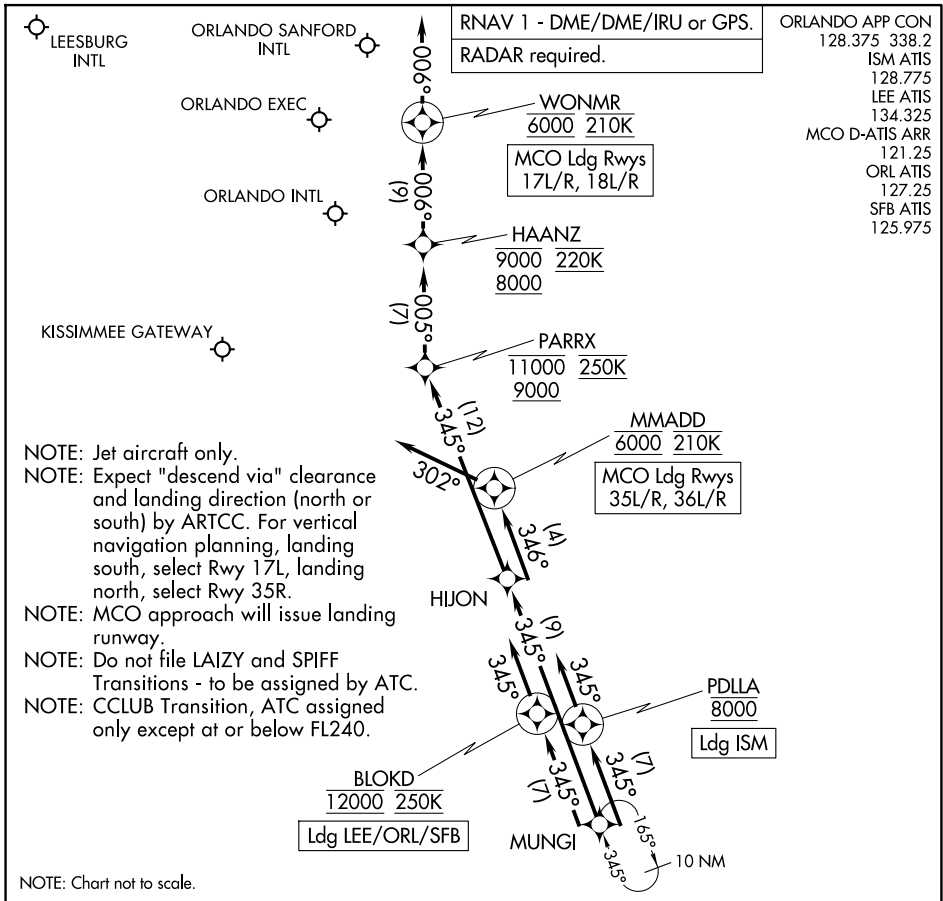 LEESBURG
INTL
ORLANDO SANFORD
INTL
RNAV 1 - DME/DME/IRU or GPS.
RADAR required.
ORLANDO APP CON
128.375 338.2
ISM ATIS
128.775
LEE ATIS
134.325
MCO D-ATIS ARR
121.25
ORL ATIS
127.25
SFB ATIS
125.975
006°
ORLANDO EXEC
WONMR
6000 210K
MCO Ldg Rwys
17L/R, 18L/R
006°
(9)
ORLANDO INTL
HAANZ
9000 220K
8000
005°
(7)
KISSIMMEE GATEWAY
PARRX
11000 250K
9000
345°
(12)
MMADD
6000 210K
MCO Ldg Rwys
35L/R, 36L/R
302°
346°
(4)
HIJON
NOTE: Jet aircraft only.
NOTE: Expect "descend via" clearance
and landing direction (north or
south) by ARTCC. For vertical
navigation planning, landing
south, select Rwy 17L, landing
north, select Rwy 35R.
NOTE: MCO approach will issue landing
runway.
NOTE: Do not file LAIZY and SPIFF
Transitions - to be assigned by ATC.
NOTE: CCLUB Transition, ATC assigned
only except at or below FL240.
345°
(9)
345°
345°
PDLLA
8000
Ldg ISM
BLOKD
12000 250K
Ldg LEE/ORL/SFB
345°
(7)
345°
(7)
MUNGI
165°
345°
10 NM
NOTE: Chart not to scale.